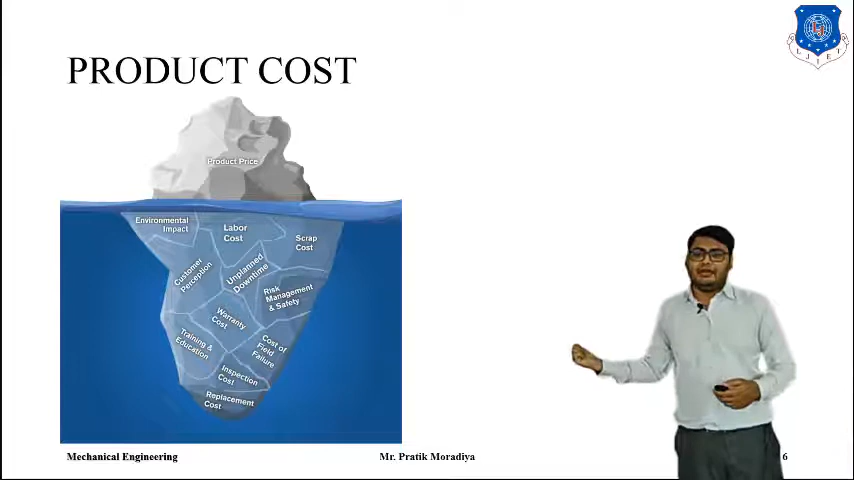 PRODUCT COST
Product Price
Environmental
Impact
Labor
Cost
Scrap
Cost
Customer
Perception
Unplanned
Downtime
Risk
Management
& Safety
Warranty
Cost
Training &
Education
Cost of
Field
Failure
Inspection
Cost
Replacement
Cost
Mechanical Engineering
Mr. Pratik Moradiya
6
L J I E T